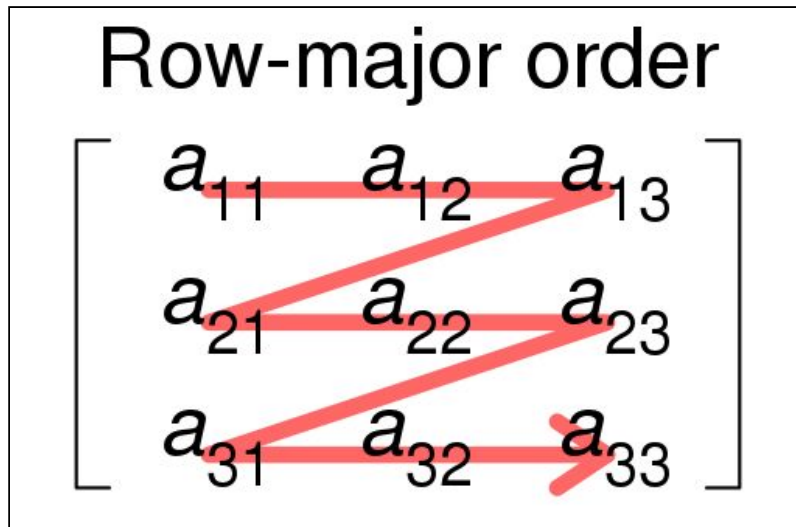 Row-major order
a₁₁ a₁₂ a₁₃
a₂₁ a₂₂ a₂₃
a₃₁ a₃₂ a₃₃